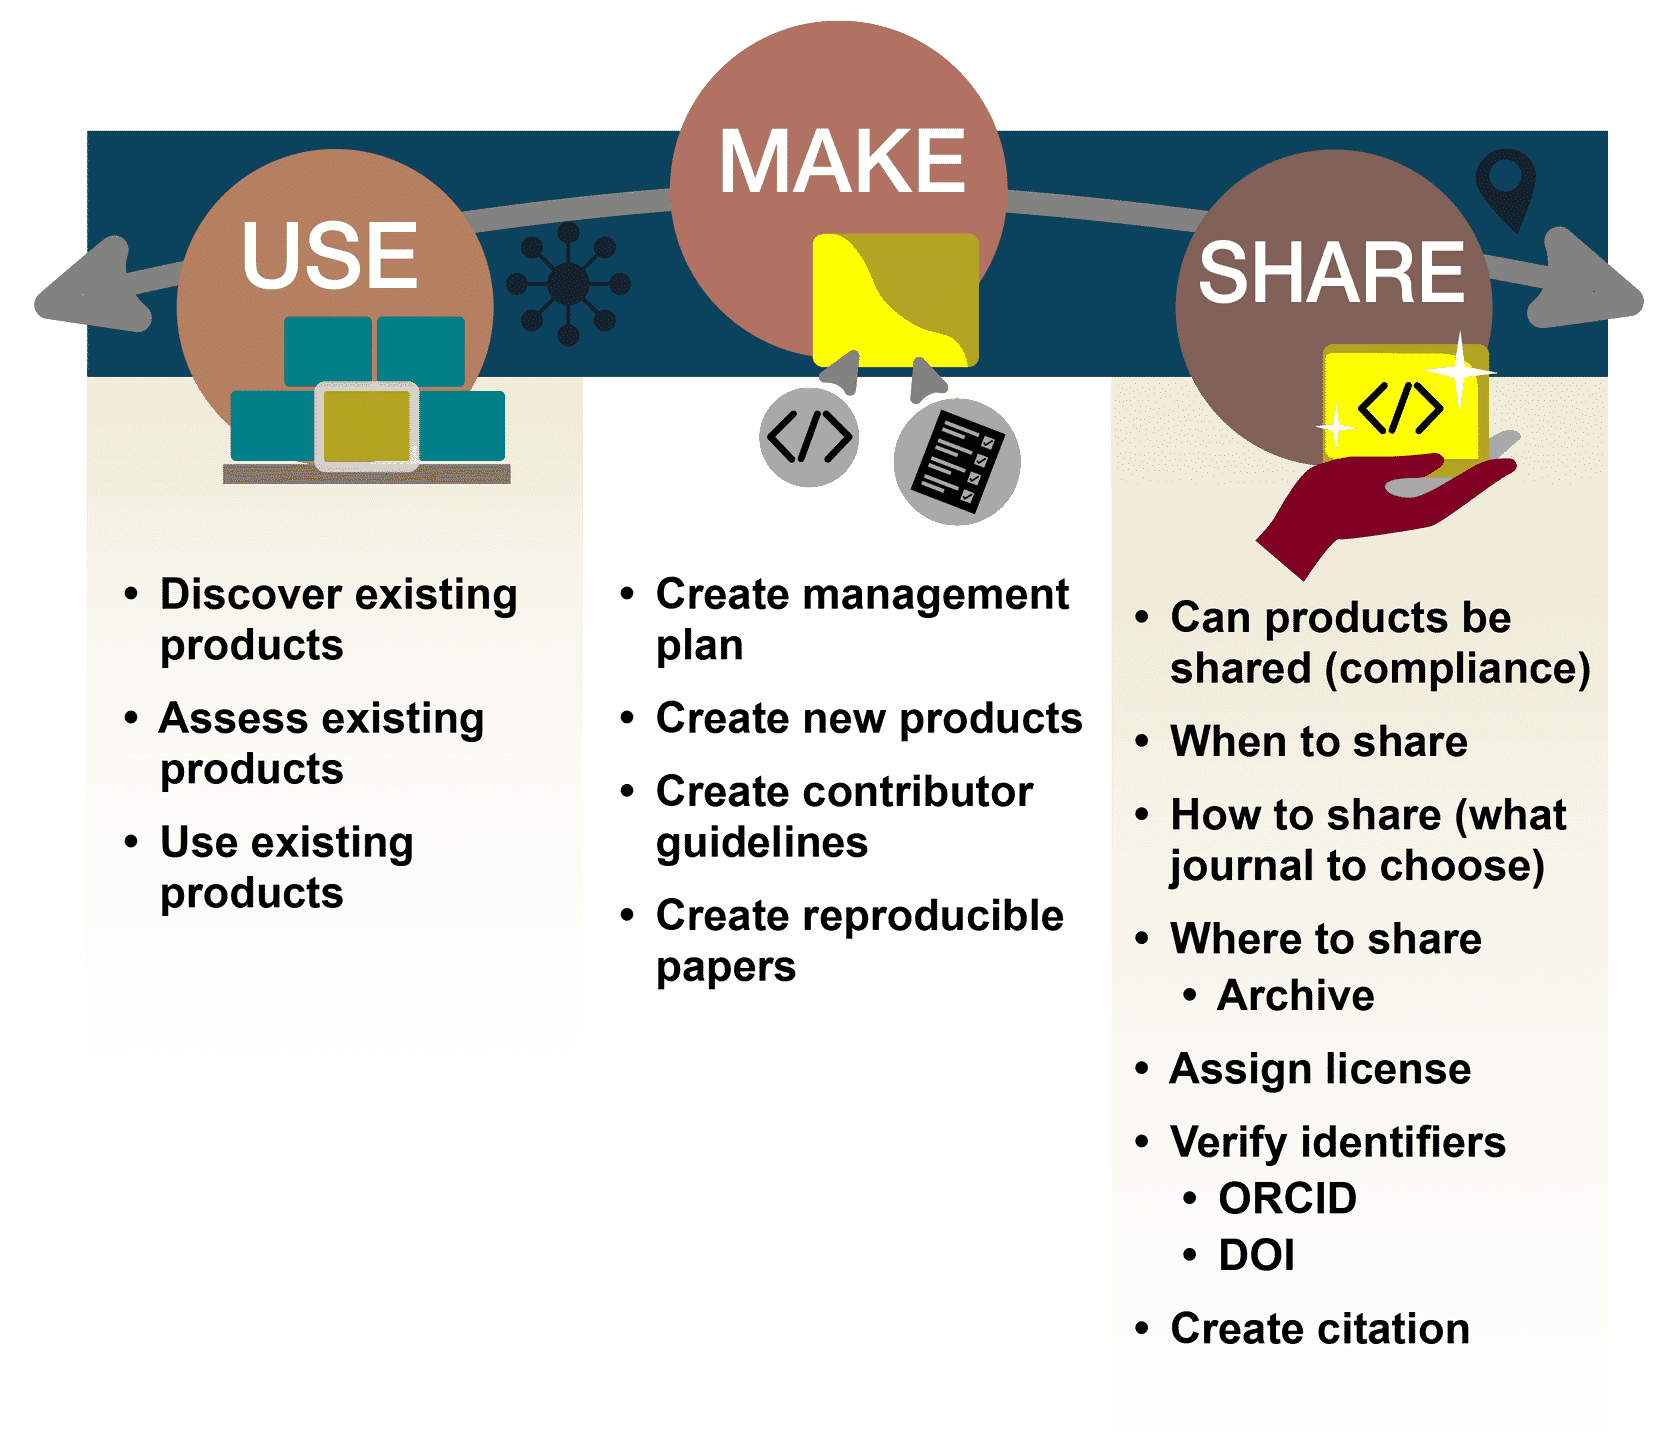 USE
MAKE
SHARE
</>
</>
• Discover existing
products
• Assess existing
products
• Use existing
products
• Create management
plan
• Create new products
• Create contributor
guidelines
• Create reproducible
papers
• Can products be
shared (compliance)
• When to share
• How to share (what
journal to choose)
• Where to share
• Archive
• Assign license
• Verify identifiers
• ORCID
• DOI
• Create citation